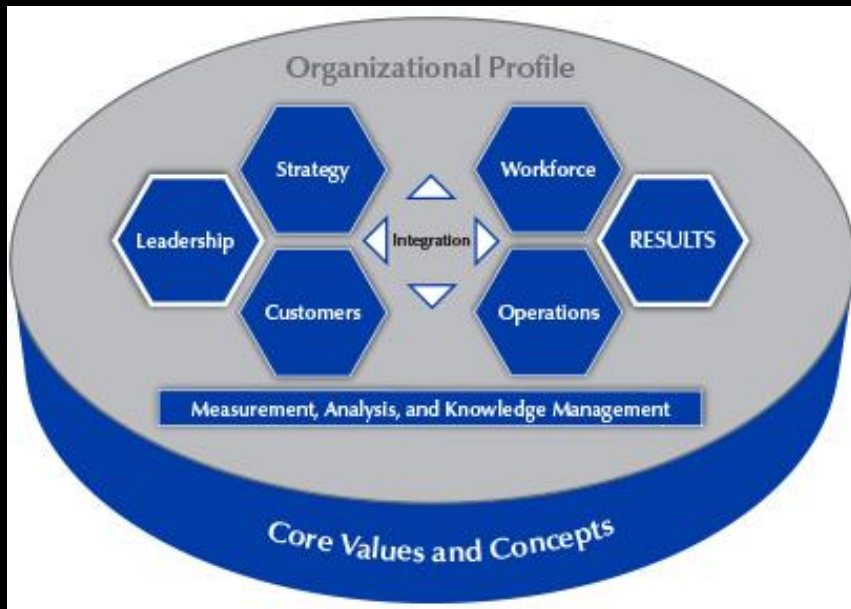 Organizational Profile
Strategy
Workforce
Leadership
Integration
RESULTS
Customers
Operations
Measurement, Analysis, and Knowledge Management
Core Values and Concepts